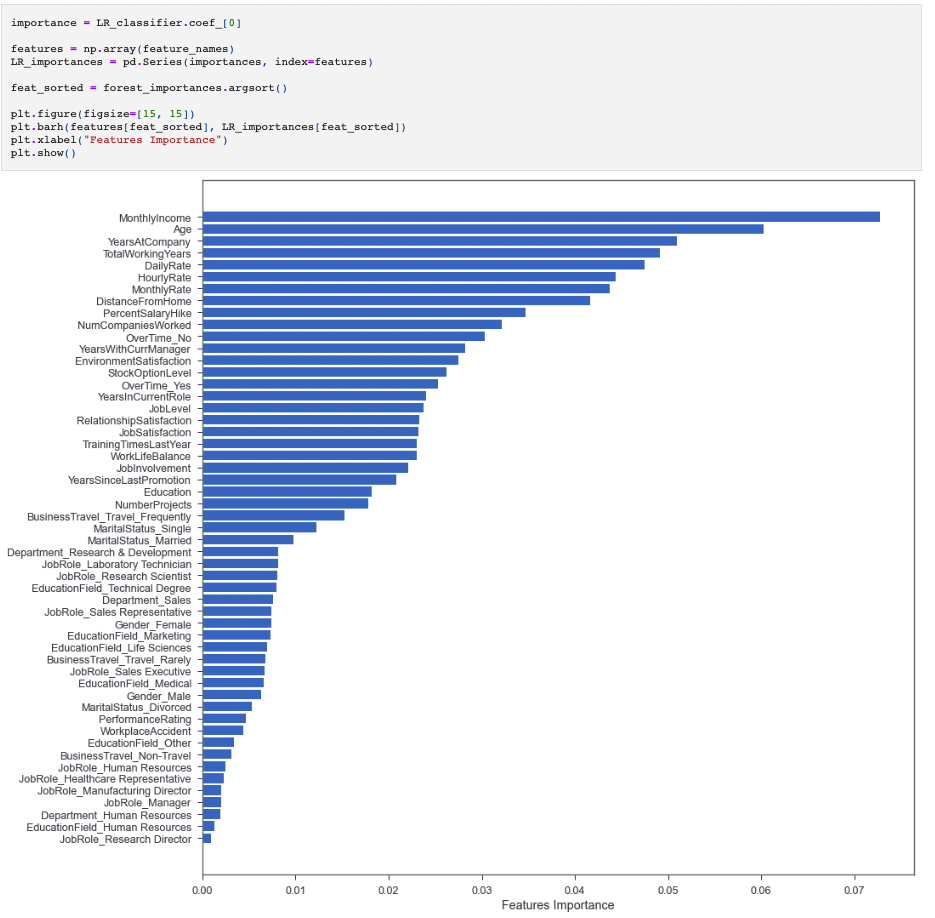 importance = LR_classifier.coef_[0]
features = np.array(feature_names)
LR_importances = pd.Series(importances, index=features)
feat_sorted = forest_importances.argsort()
plt.figure(figsize=[15, 15])
plt.barh(features[feat_sorted], LR_importances[feat_sorted])
plt.xlabel("Features Importance")
plt.show()
MonthlyIncome
Age
YearsAtCompany
TotalWorkingYears
DailyRate
HourlyRate
MonthlyRate
DistanceFromHome
PercentSalaryHike
NumCompaniesWorked
OverTime_No
YearsWithCurrManager
EnvironmentSatisfaction
StockOptionLevel
OverTime_Yes
YearsInCurrentRole
JobLevel
RelationshipSatisfaction
JobSatisfaction
TrainingTimesLastYear
WorkLifeBalance
JobInvolvement
YearsSinceLastPromotion
Education
NumberProjects
BusinessTravel_Travel_Frequently
MaritalStatus_Single
MaritalStatus_Married
Department_Research & Development
JobRole_Laboratory Technician
JobRole_Research Scientist
EducationField_Technical Degree
Department_Sales
JobRole_Sales Representative
Gender_Female
EducationField_Marketing
EducationField_Life Sciences
BusinessTravel_Travel_Rarely
JobRole_Sales Executive
EducationField_Medical
Gender_Male
MaritalStatus_Divorced
PerformanceRating
WorkplaceAccident
EducationField_Other
BusinessTravel_Non-Travel
JobRole_Human Resources
JobRole_Healthcare Representative
JobRole_Manufacturing Director
JobRole_Manager
Department_Human Resources
EducationField_Human Resources
JobRole_Research Director
0.00 0.01 0.02 0.03 0.04 0.05 0.06 0.07
Features Importance